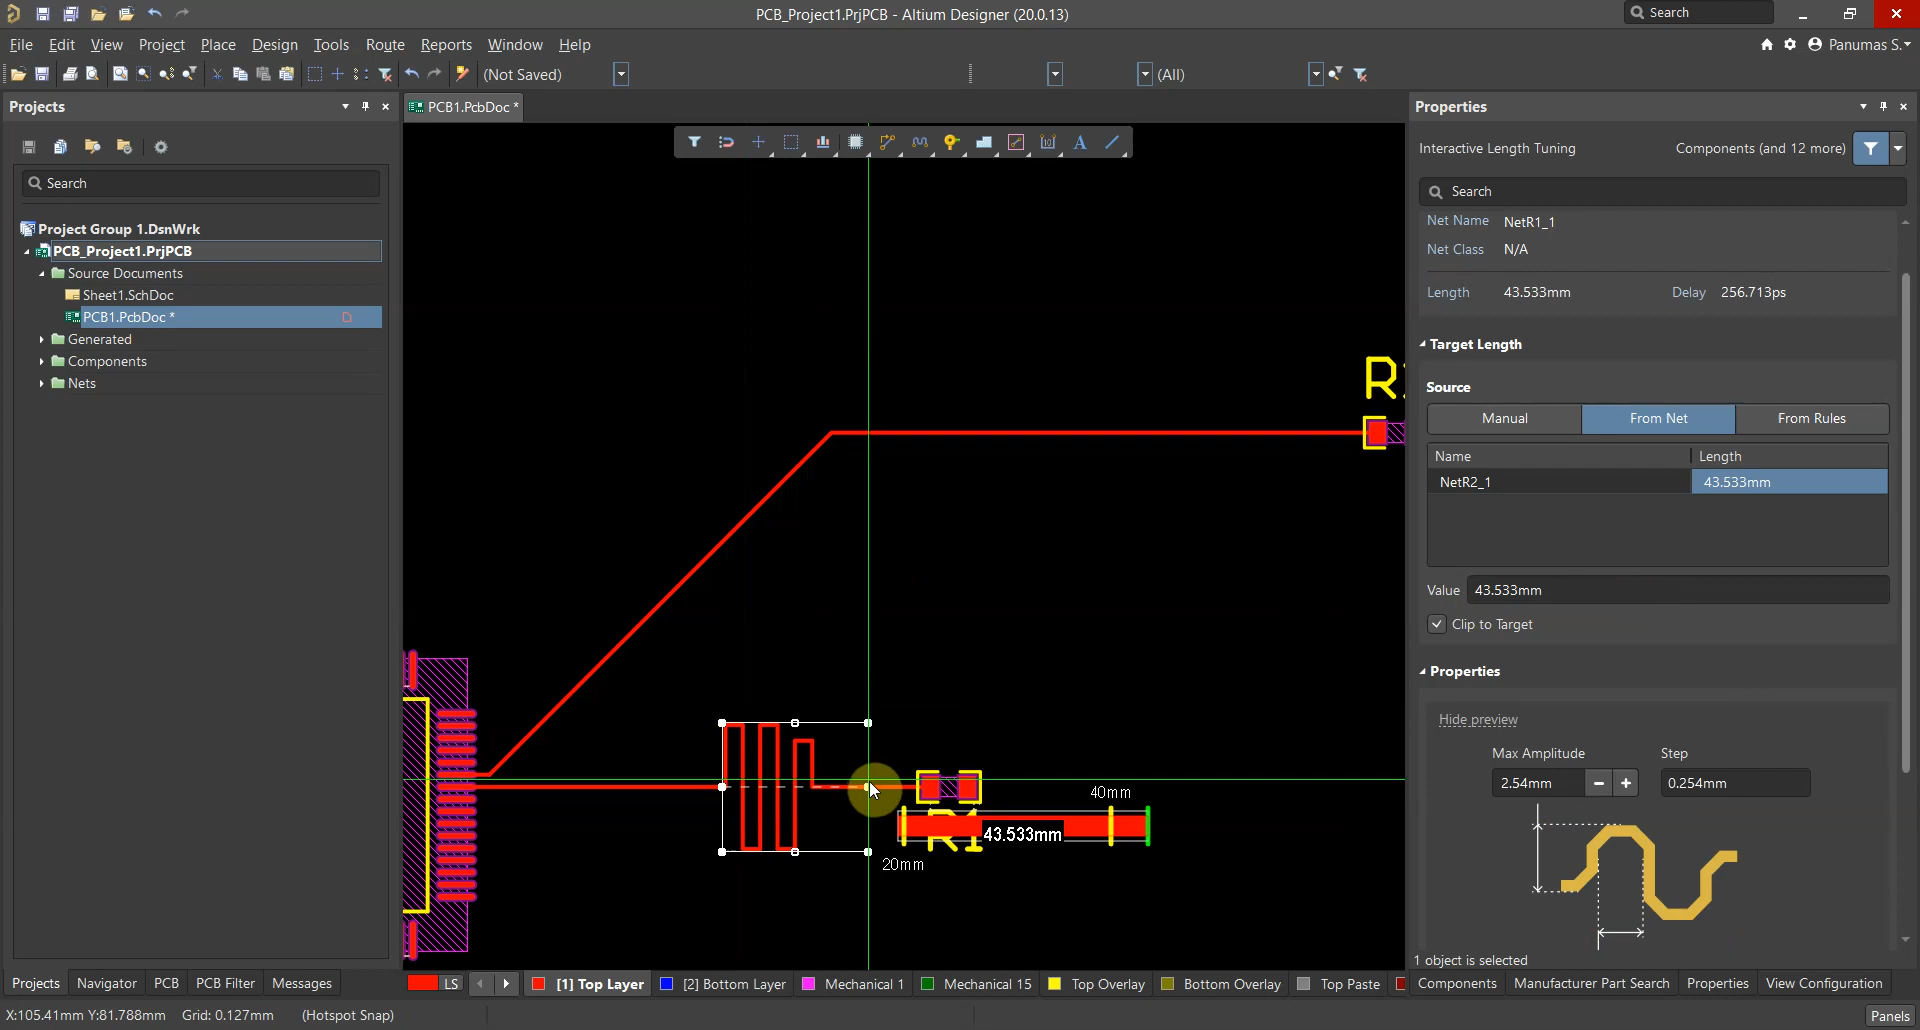 PCB_Project1.PrjPCB - Altium Designer (20.0.13)
Search
File Edit View Project Place Design Tools Route Reports Window Help
Panumas S.
(Not Saved)
(All)
Projects
PCB1.PcbDoc *
Properties
Interactive Length Tuning
Components (and 12 more)
Search
Search
Net Name NetR1_1
Net Class N/A
Length 43.533mm Delay 256.713ps
Project Group 1.DsnWrk
PCB_Project1.PrjPCB
Source Documents
Sheet1.SchDoc
PCB1.PcbDoc *
Generated
Components
Nets
Target Length
Source
Manual From Net From Rules
Name Length
NetR2_1 43.533mm
Value 43.533mm
Clip to Target
Properties
Hide preview
Max Amplitude Step
2.54mm 0.254mm
10
A
40mm
R1
43.533mm
20mm
1 object is selected
Projects Navigator PCB PCB Filter Messages
LS [1] Top Layer [2] Bottom Layer Mechanical 1 Mechanical 15 Top Overlay Bottom Overlay Top Paste
Components Manufacturer Part Search Properties View Configuration
X:105.41mm Y:81.788mm Grid: 0.127mm (Hotspot Snap)
Panels